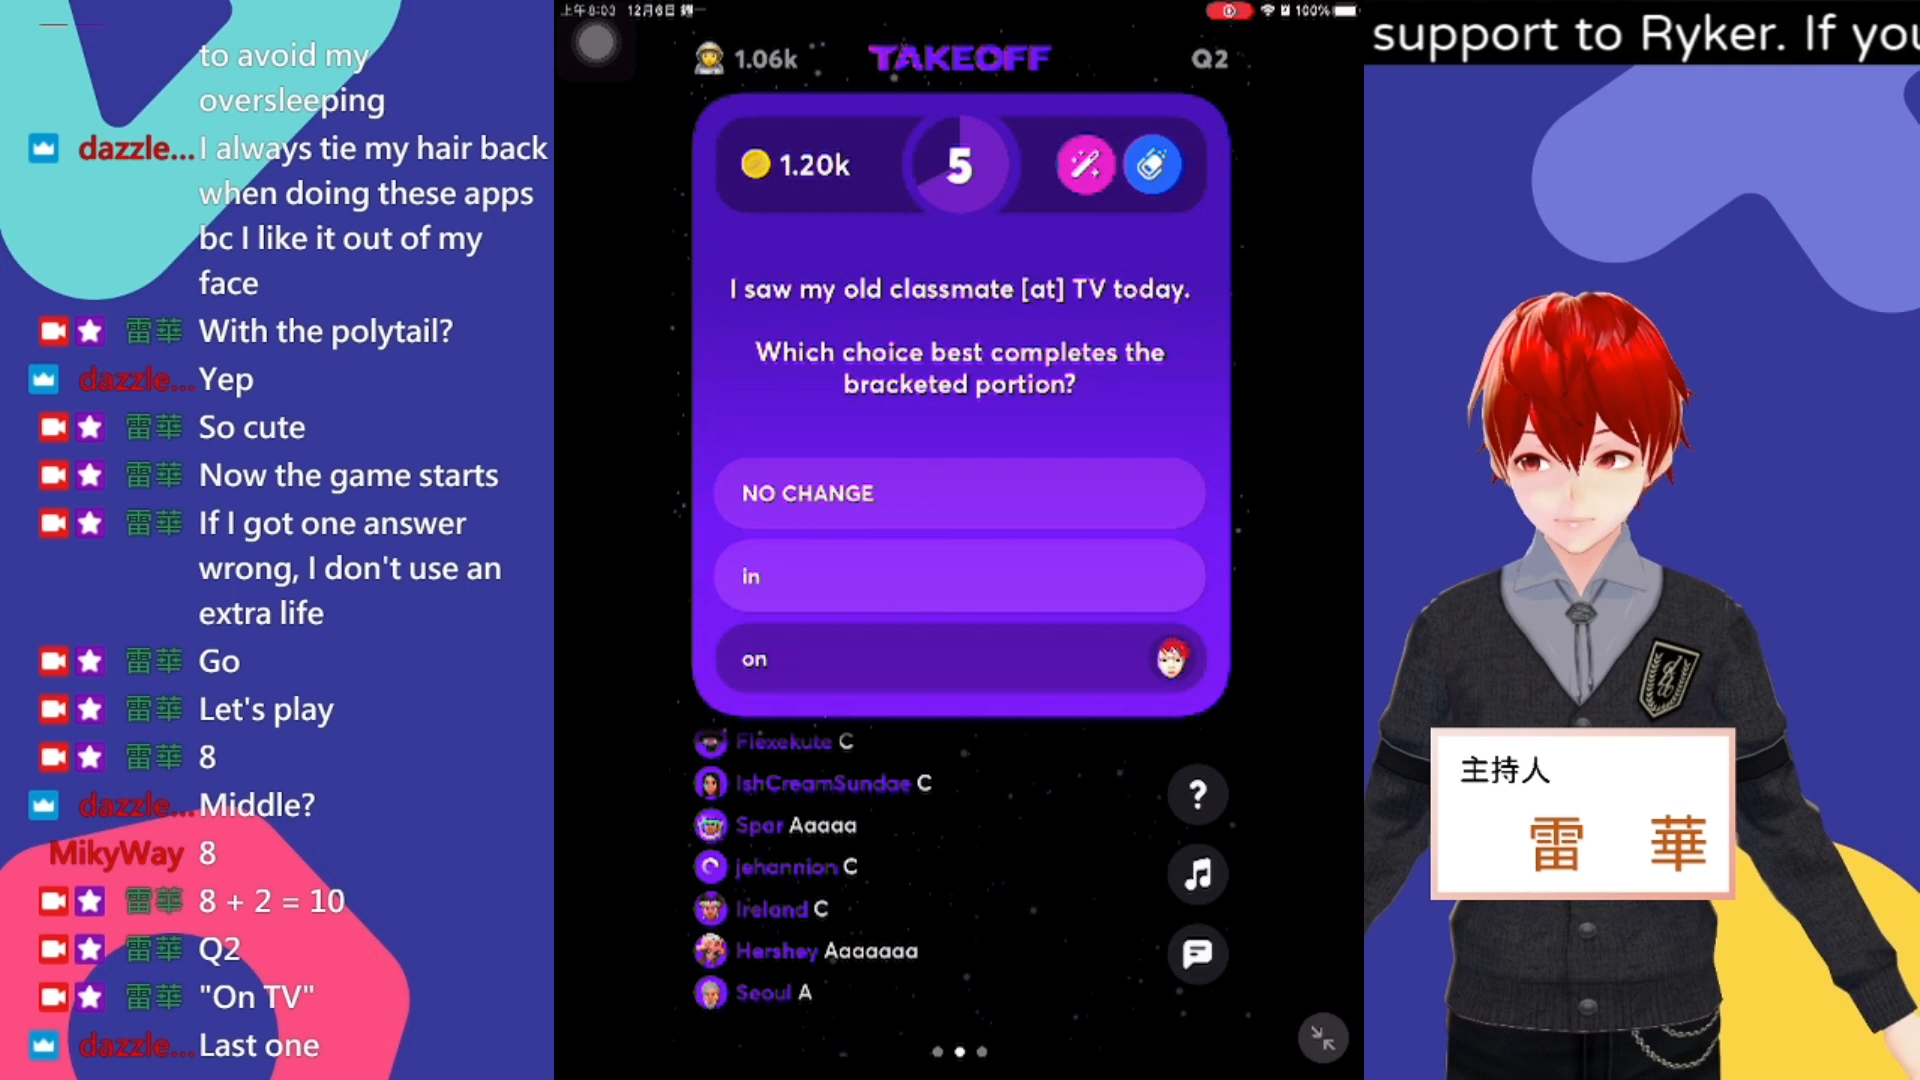 to avoid my
oversleeping
dazzle... I always tie my hair back
when doing these apps
bc I like it out of my
face
雷華 With the polytail?
dazzle... Yep
雷華 So cute
雷華 Now the game starts
雷華 If I got one answer
wrong, I don't use an
extra life
雷華 Go
雷華 Let's play
雷華 8
dazzle... Middle?
MikyWay 8
雷華 8 + 2 = 10
雷華 Q2
雷華 "On TV"
dazzle... Last one
上午8:03 12月6日
100%
1.06k TAKEOFF Q2
1.20k 5
I saw my old classmate [at] TV today.
Which choice best completes the
bracketed portion?
NO CHANGE
in
on
Flexekute C
IshCreamSundae C
Spar Aaaaa
jehannion C
Ireland C
Hershey Aaaaaaa
Seoul A
?
support to Ryker. If you
主持人
雷 華